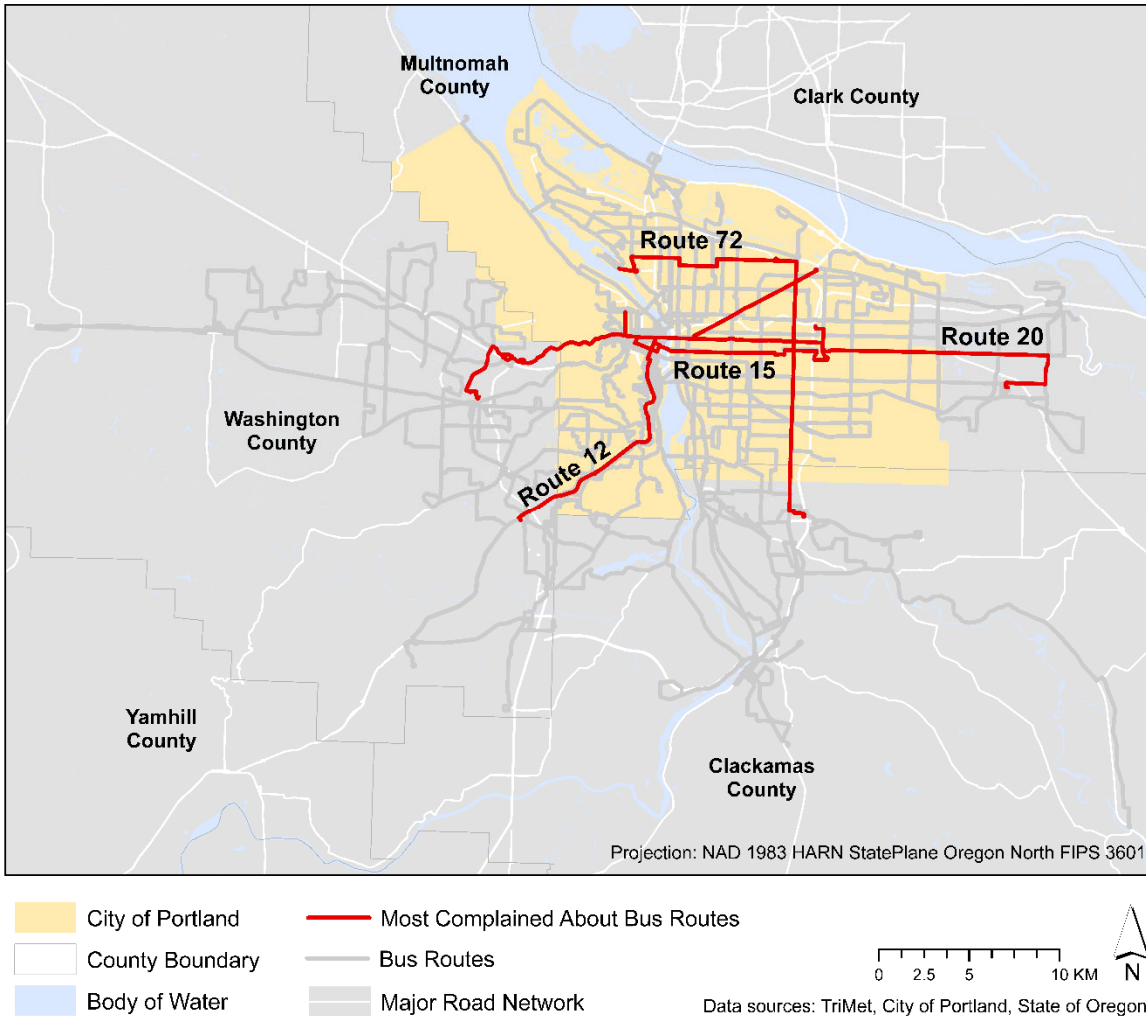 Multnomah
County
Clark County
Route 72
Route 20
Route 15
Washington
County
Route 12
Yamhill
County
Clackamas
County
Projection: NAD 1983 HARN StatePlane Oregon North FIPS 3601
City of Portland
Most Complained About Bus Routes
County Boundary
Bus Routes
Body of Water
Major Road Network
0 2.5 5 10 KM
N
Data sources: TriMet, City of Portland, State of Oregon